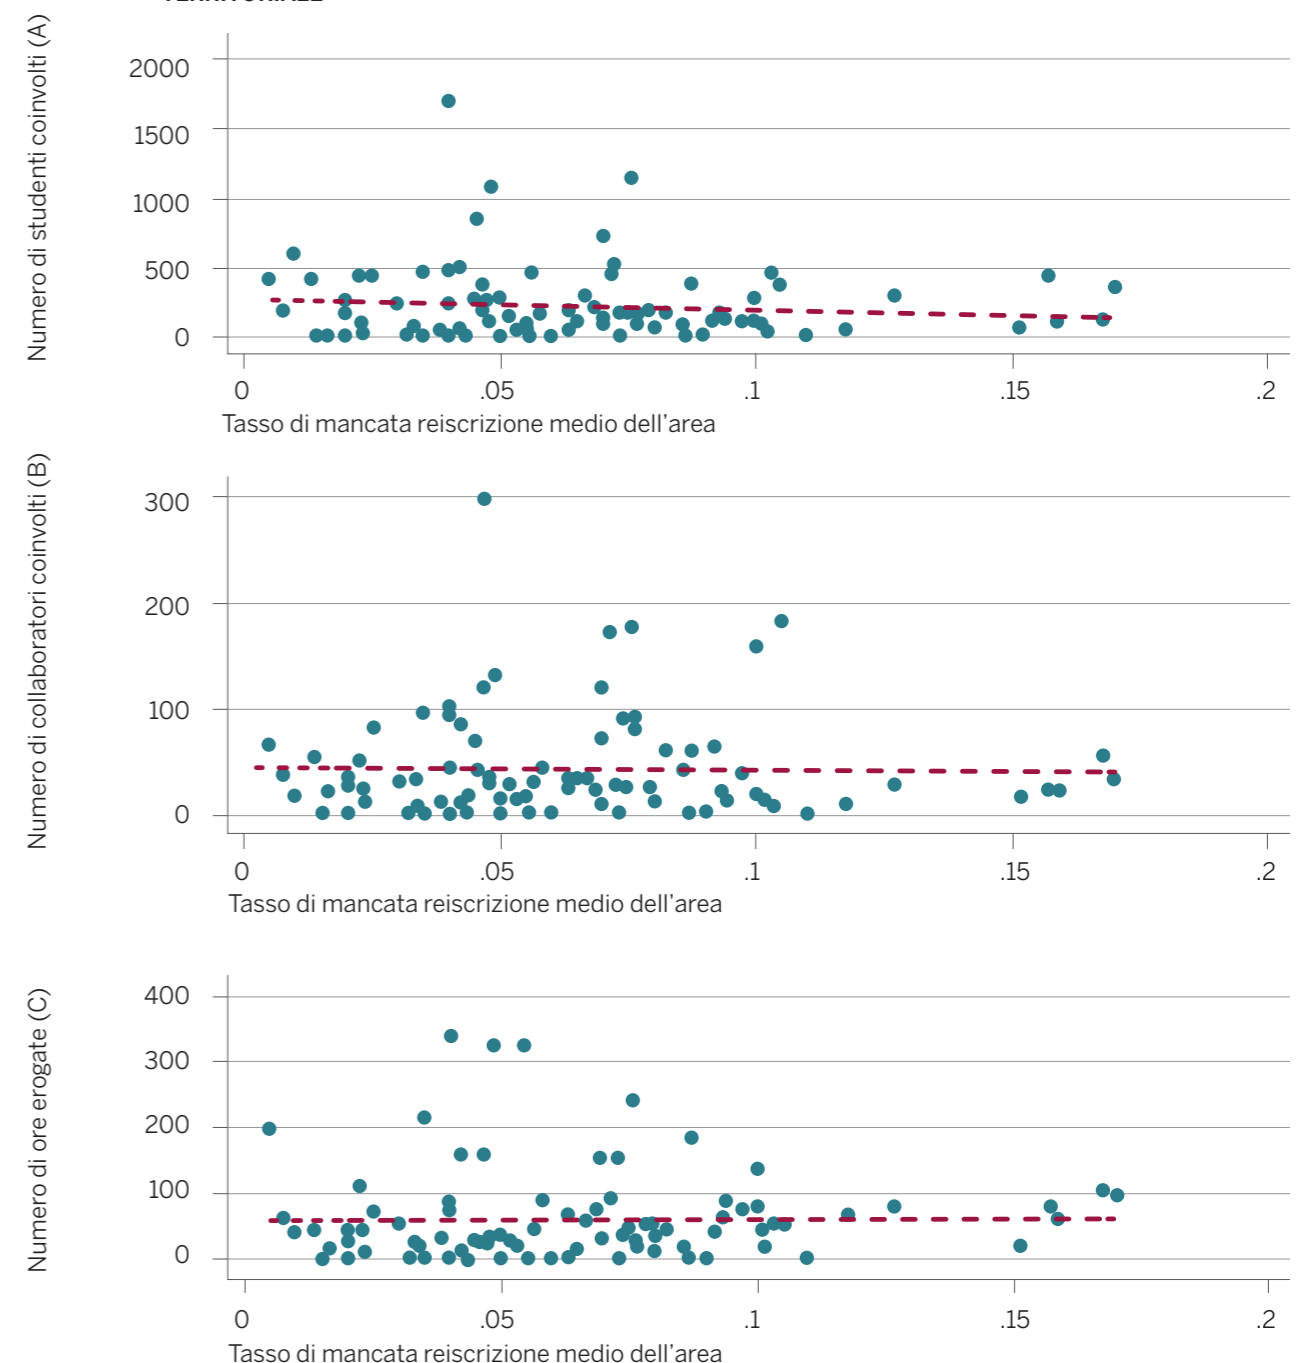 Numero di studenti coinvolti (A)
2000
1500
1000
500
0
0 .05 .1 .15 .2
Tasso di mancata reiscrizione medio dell’area
Numero di collaboratori coinvolti (B)
300
200
100
0
0 .05 .1 .15 .2
Tasso di mancata reiscrizione medio dell’area
Numero di ore erogate (C)
400
300
200
100
0
0 .05 .1 .15 .2
Tasso di mancata reiscrizione medio dell’area